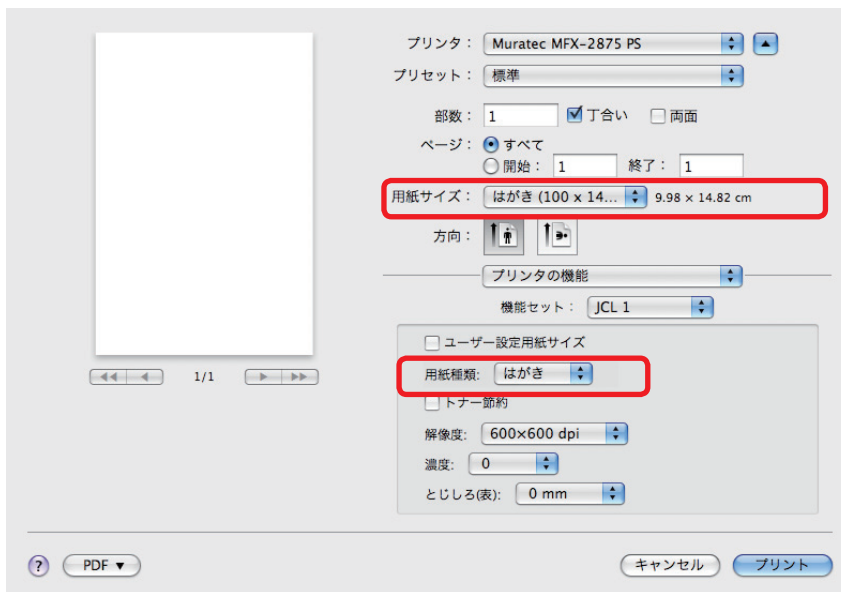 プリンタ： Muratec MFX-2875 PS
プリセット： 標準
部数： 1 丁合い 両面
ページ： すべて
開始： 1 終了： 1
用紙サイズ： はがき (100 x 14... 9.98 × 14.82 cm
方向：
プリンタの機能
機能セット： JCL 1
ユーザー設定用紙サイズ
用紙種類: はがき
トナー節約
解像度: 600×600 dpi
濃度: 0
とじしろ(表): 0 mm
1/1
? PDF ▼ キャンセル プリント